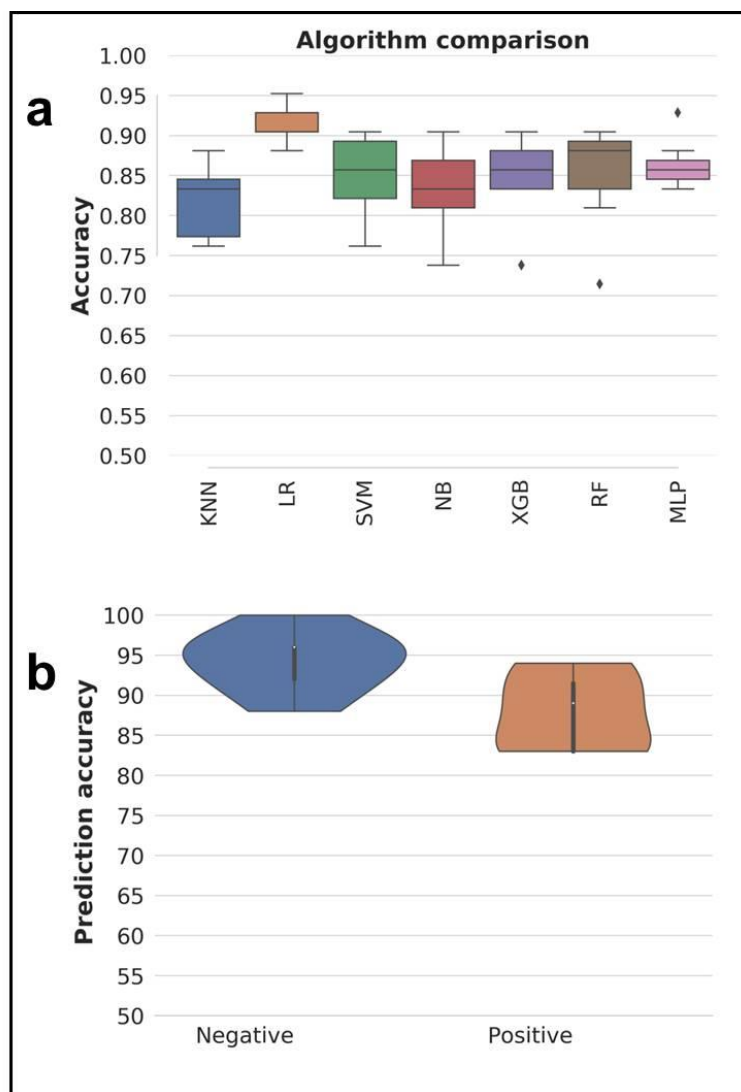 Algorithm comparison
a
Accuracy
1.00
0.95
0.90
0.85
0.80
0.75
0.70
0.65
0.60
0.55
0.50
KNN
LR
SVM
NB
XGB
RF
MLP
b
Prediction accuracy
100
95
90
85
80
75
70
65
60
55
50
Negative
Positive